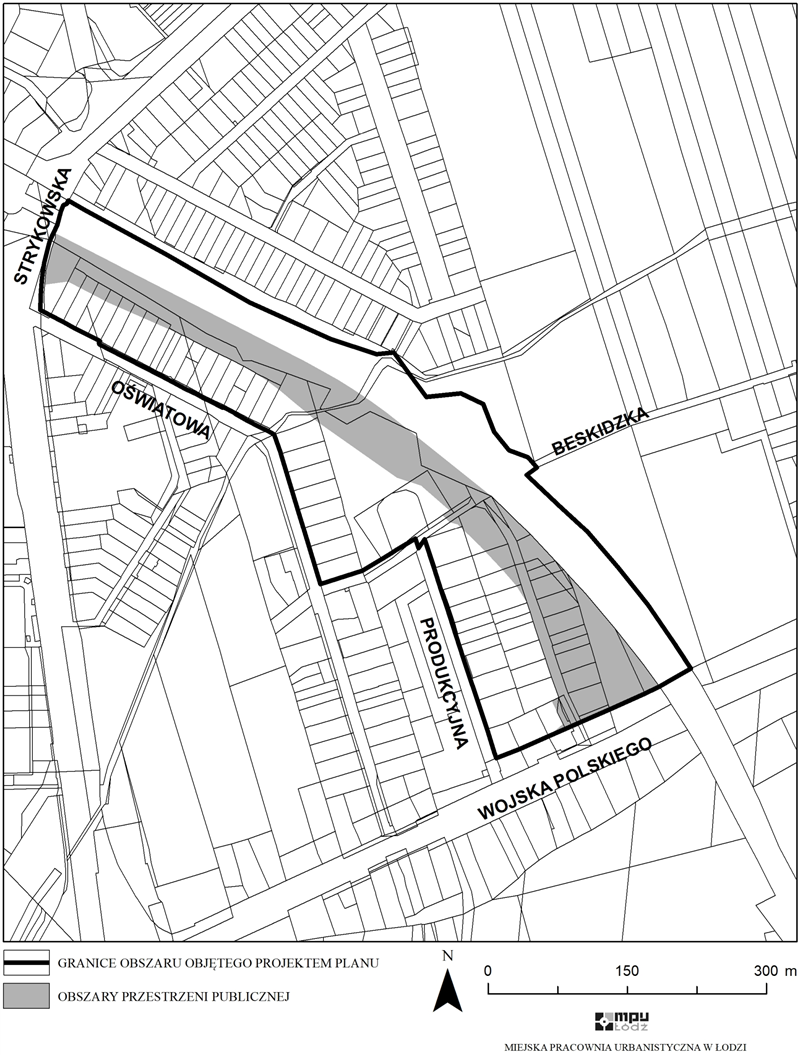 STRYKOWSKA
OŚWIATOWA
BESKIDZKA
PRODUKCYJNA
WOJSKA POLSKIEGO
GRANICE OBSZARU OBJĘTEGO PROJEKTEM PLANU
OBSZARY PRZESTRZENI PUBLICZNEJ
N
0 150 300 m
mpu
Łódź
MIEJSKA PRACOWNIA URBANISTYCZNA W ŁODZI